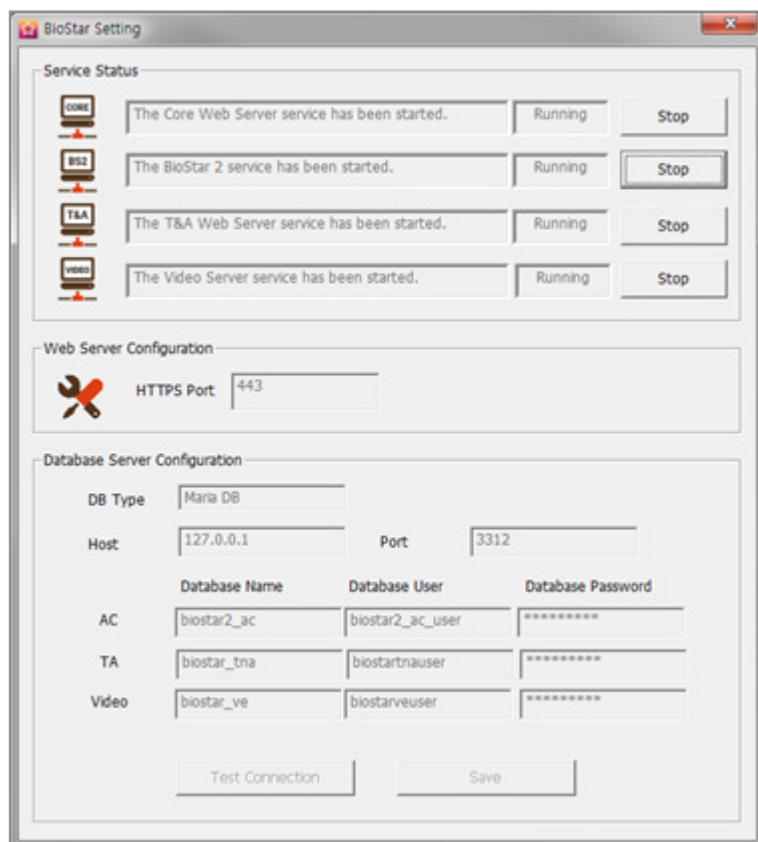 BioStar Setting
Service Status
CORE The Core Web Server service has been started. Running Stop
BS2 The BioStar 2 service has been started. Running Stop
T&A The T&A Web Server service has been started. Running Stop
VIDEO The Video Server service has been started. Running Stop
Web Server Configuration
HTTPS Port 443
Database Server Configuration
DB Type Maria DB
Host 127.0.0.1 Port 3312
Database Name Database User Database Password
AC biostar2_ac biostar2_ac_user *********
TA biostar_tna biostartnauser *********
Video biostar_ve biostarveuser *********
Test Connection Save